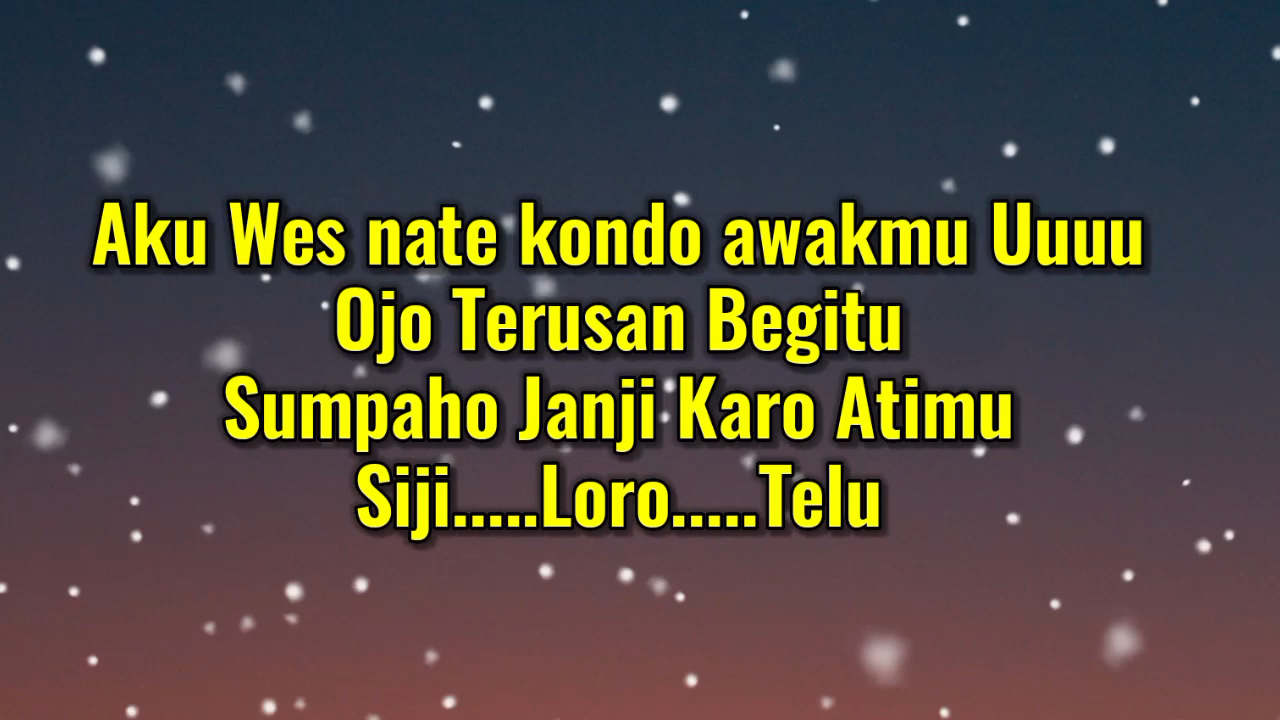 Aku Wes nate kondo awakmu Uuuu
Ojo Terusan Begitu
Sumpaho Janji Karo Atimu
Siji.....Loro.....Telu